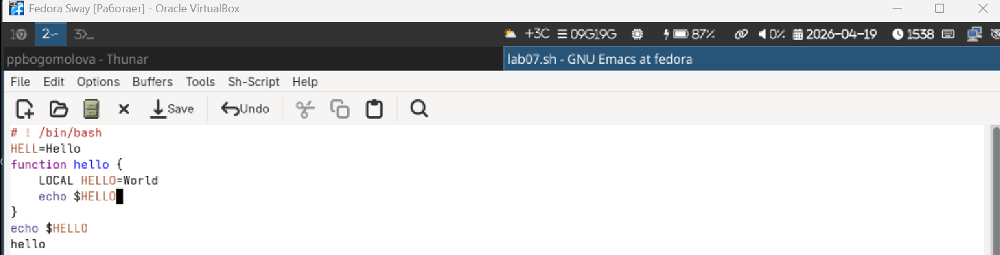 Fedora Sway [Работает] - Oracle VirtualBox
1 2 3 +3C 09G19G 87% 0% 2026-04-19 1538
ppbogomolova - Thunar lab07.sh - GNU Emacs at fedora
File Edit Options Buffers Tools Sh-Script Help
Save Undo
# ! /bin/bash
HELL=Hello
function hello {
    LOCAL HELLO=World
    echo $HELLO
}
echo $HELLO
hello